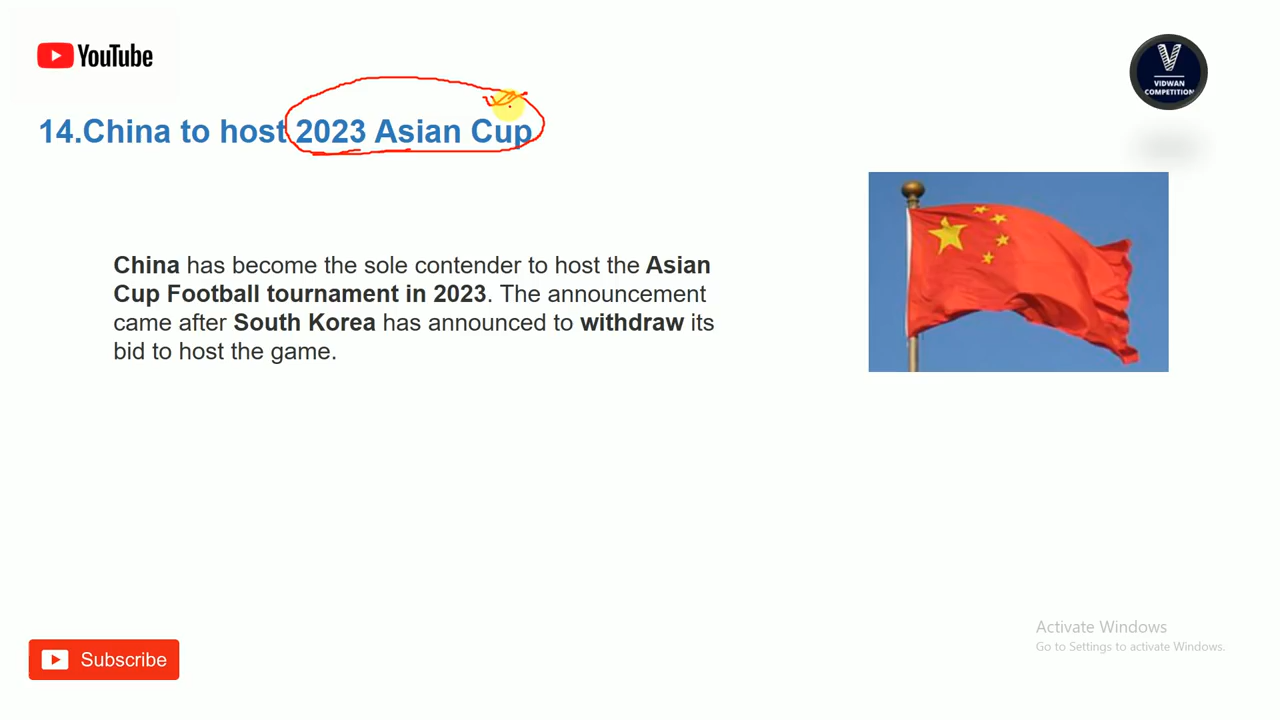 YouTube
VIDWAN
COMPETITION
14.China to host 2023 Asian Cup
China has become the sole contender to host the Asian
Cup Football tournament in 2023. The announcement
came after South Korea has announced to withdraw its
bid to host the game.
Activate Windows
Go to Settings to activate Windows.
Subscribe